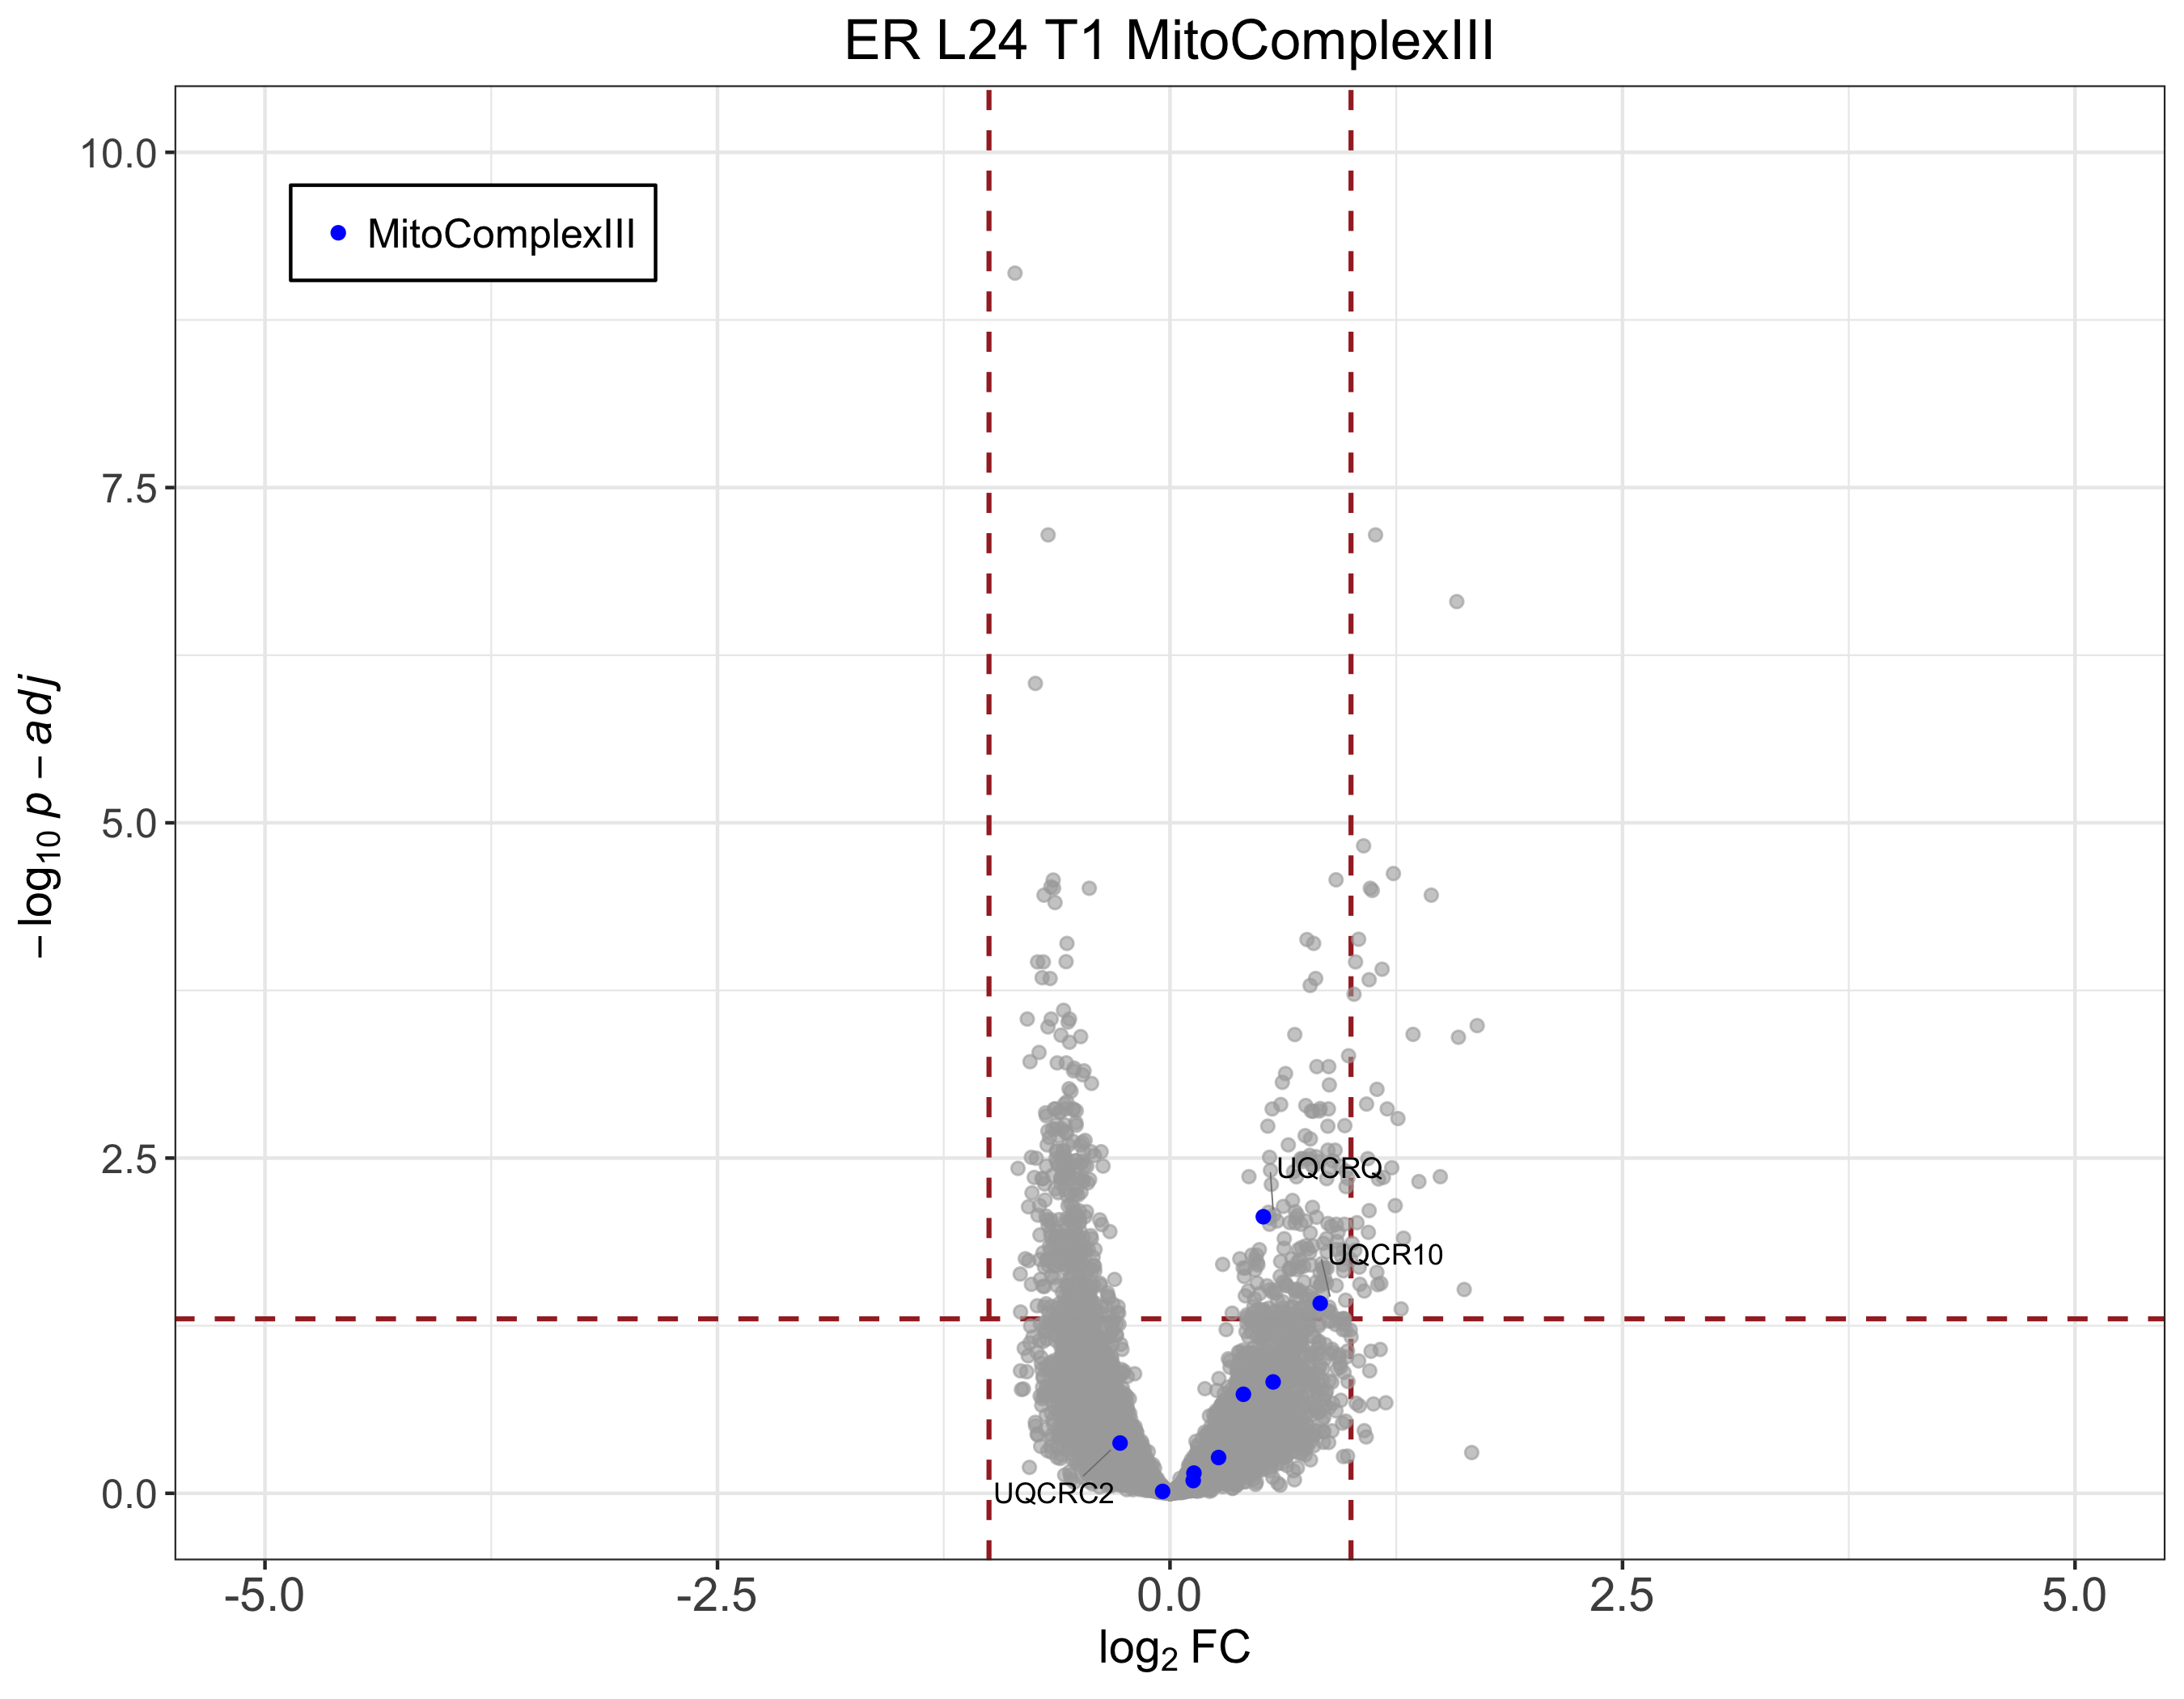 ER L24 T1 MitoComplexIII
10.0
MitoComplexIII
7.5
5.0
2.5
0.0
−log10 p − adj
UQCRQ
UQCR10
UQCRC2
-5.0 -2.5 0.0 2.5 5.0
log2 FC